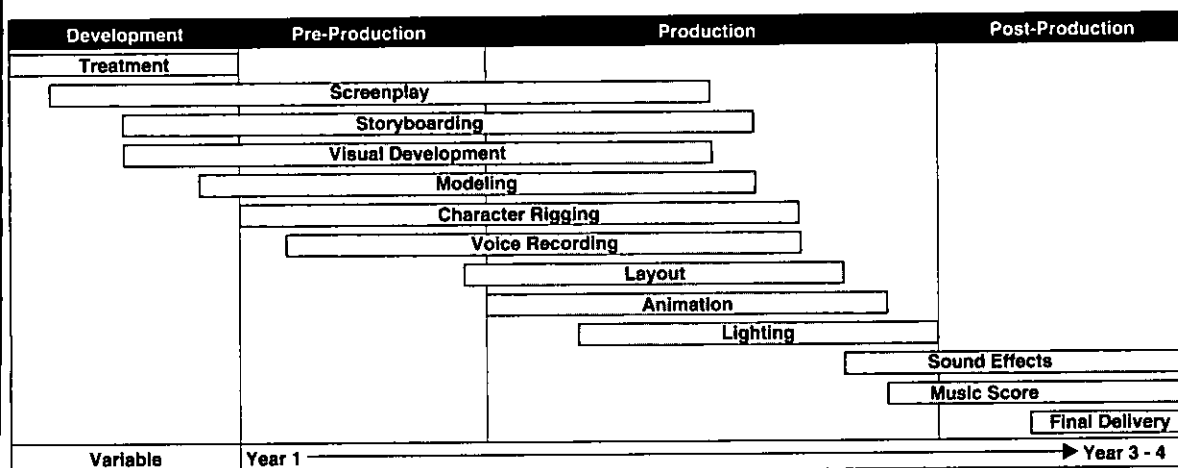 Development Pre-Production Production Post-Production
Treatment
Screenplay
Storyboarding
Visual Development
Modeling
Character Rigging
Voice Recording
Layout
Animation
Lighting
Sound Effects
Music Score
Final Delivery
Variable Year 1 Year 3 - 4